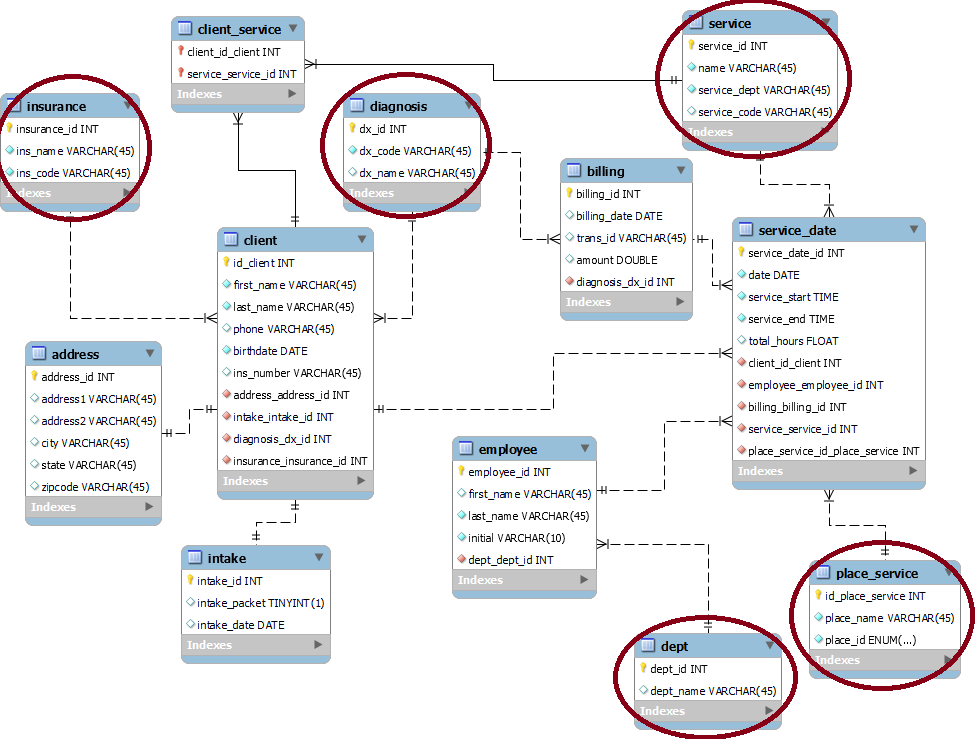 client_service
client_id_client INT
service_service_id INT
Indexes
service
service_id INT
name VARCHAR(45)
service_dept VARCHAR(45)
service_code VARCHAR(45)
Indexes
insurance
insurance_id INT
ins_name VARCHAR(45)
ins_code VARCHAR(45)
Indexes
diagnosis
dx_id INT
dx_code VARCHAR(45)
dx_name VARCHAR(45)
Indexes
billing
billing_id INT
billing_date DATE
trans_id VARCHAR(45)
amount DOUBLE
diagnosis_dx_id INT
Indexes
client
id_client INT
first_name VARCHAR(45)
last_name VARCHAR(45)
phone VARCHAR(45)
birthdate DATE
ins_number VARCHAR(45)
address_address_id INT
intake_intake_id INT
diagnosis_dx_id INT
insurance_insurance_id INT
Indexes
service_date
service_date_id INT
date DATE
service_start TIME
service_end TIME
total_hours FLOAT
client_id_client INT
employee_employee_id INT
billing_billing_id INT
service_service_id INT
place_service_id_place_service INT
Indexes
address
address_id INT
address1 VARCHAR(45)
address2 VARCHAR(45)
city VARCHAR(45)
state VARCHAR(45)
zipcode VARCHAR(45)
Indexes
employee
employee_id INT
first_name VARCHAR(45)
last_name VARCHAR(45)
initial VARCHAR(10)
dept_dept_id INT
Indexes
intake
intake_id INT
intake_packet TINYINT(1)
intake_date DATE
Indexes
place_service
id_place_service INT
place_name VARCHAR(45)
place_id ENUM(...)
Indexes
dept
dept_id INT
dept_name VARCHAR(45)
Indexes